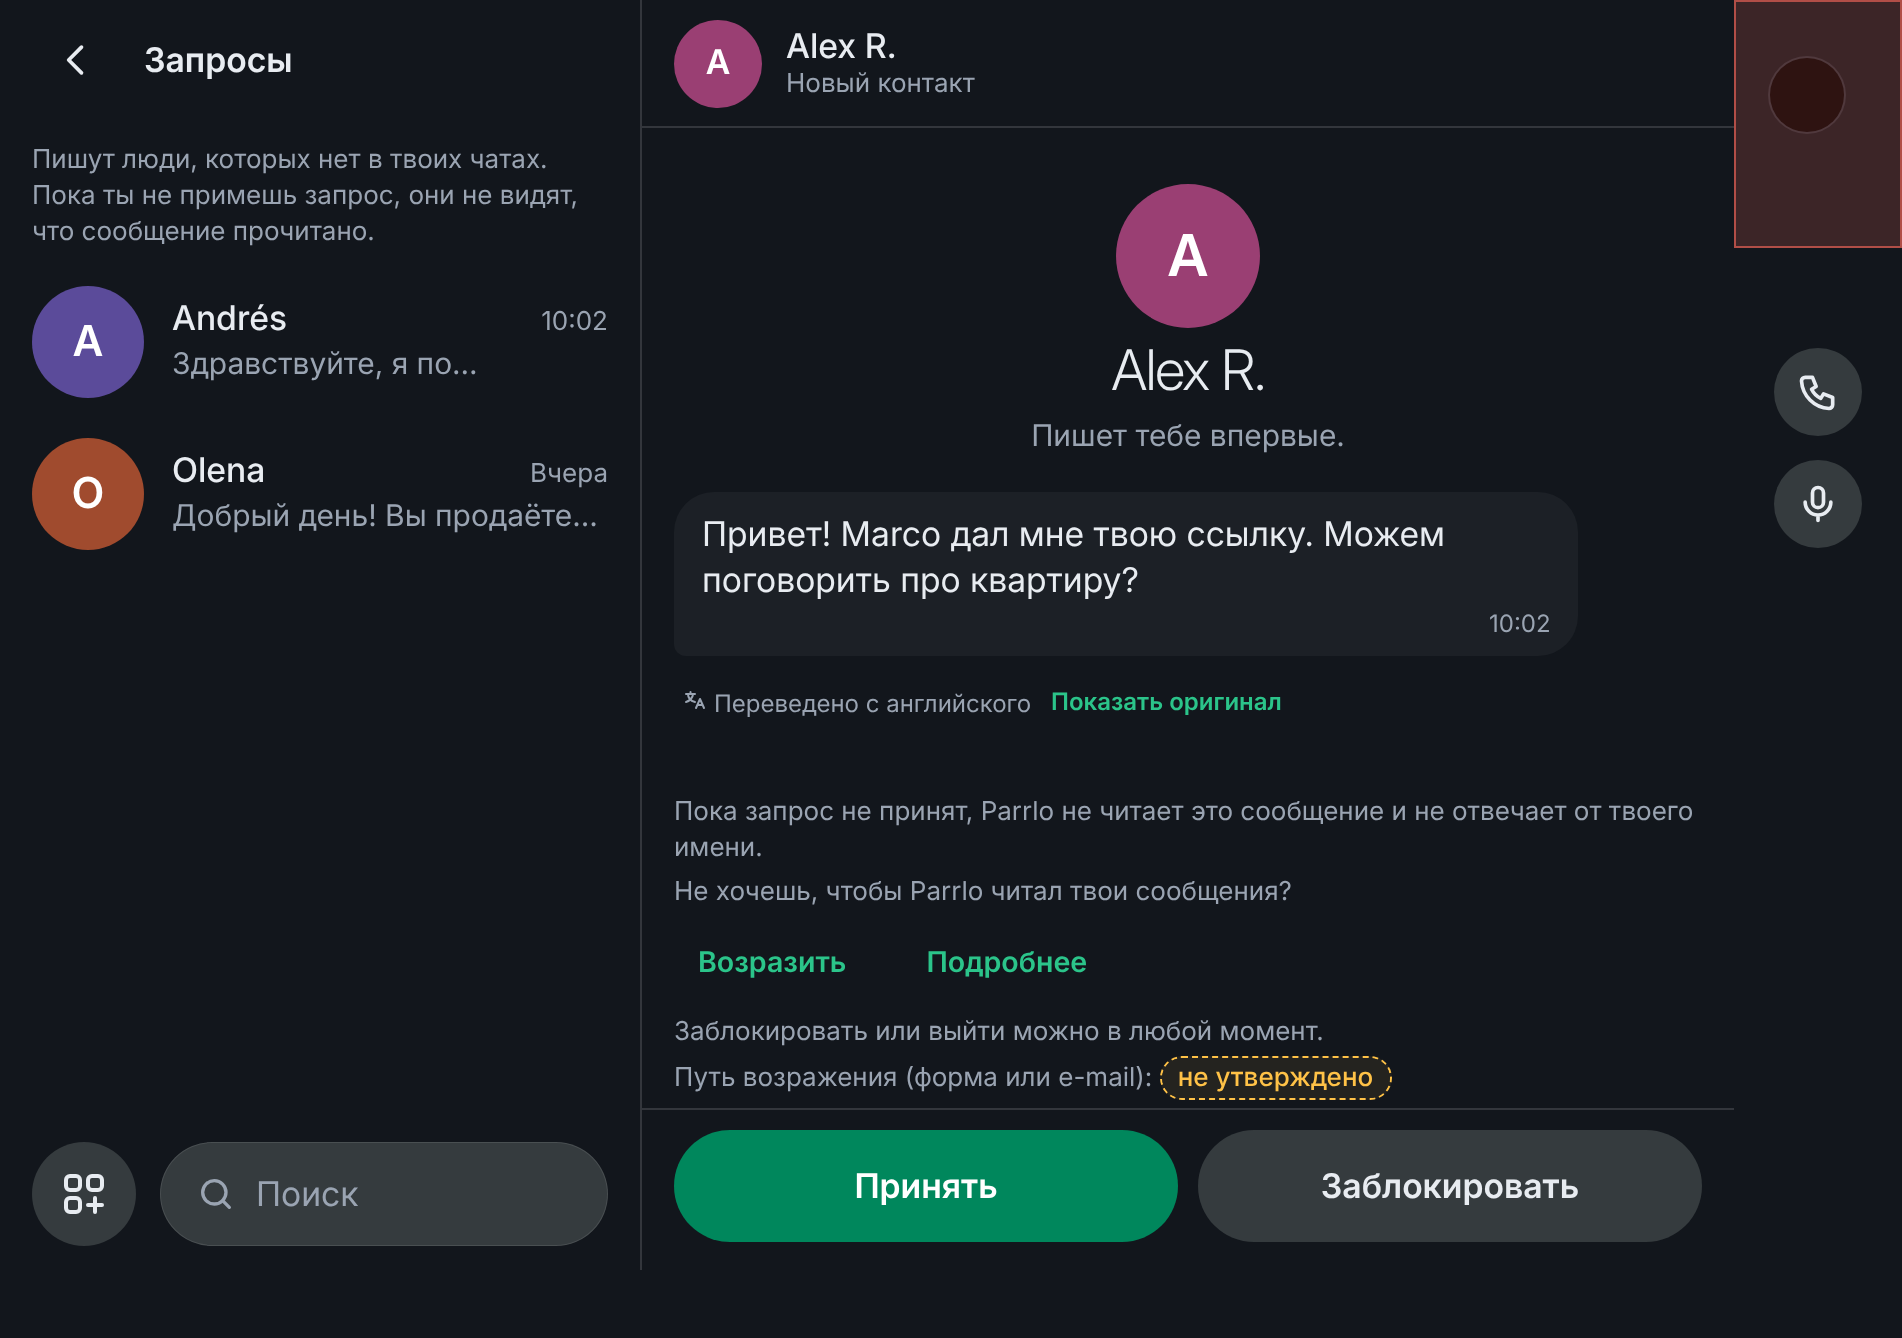 Запросы
Пишут люди, которых нет в твоих чатах.
Пока ты не примешь запрос, они не видят,
что сообщение прочитано.
A
Andrés
10:02
Здравствуйте, я по...
O
Olena
Вчера
Добрый день! Вы продаёте...
Поиск
A
Alex R.
Новый контакт
A
Alex R.
Пишет тебе впервые.
Привет! Marco дал мне твою ссылку. Можем
поговорить про квартиру?
10:02
Переведено с английского Показать оригинал
Пока запрос не принят, Parrlo не читает это сообщение и не отвечает от твоего
имени.
Не хочешь, чтобы Parrlo читал твои сообщения?
Возразить Подробнее
Заблокировать или выйти можно в любой момент.
Путь возражения (форма или e-mail): не утверждено
Принять Заблокировать